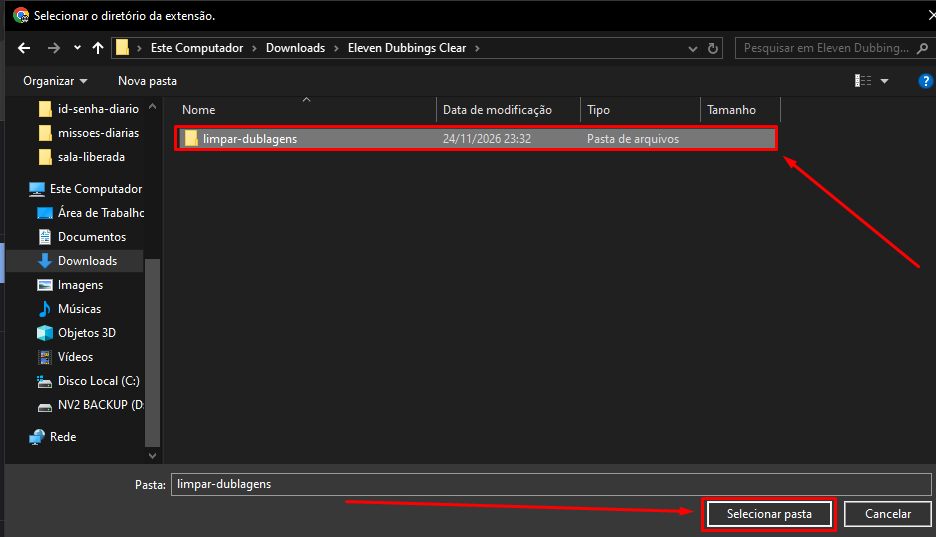 Selecionar o diretório da extensão.
Este Computador > Downloads > Eleven Dubbings Clear >
Pesquisar em Eleven Dubbing...
Organizar
Nova pasta
id-senha-diario
missoes-diarias
sala-liberada
Este Computador
Área de Trabalho
Documentos
Downloads
Imagens
Músicas
Objetos 3D
Vídeos
Disco Local (C:)
NV2 BACKUP (D:
Rede
Nome Data de modificação Tipo Tamanho
limpar-dublagens 24/11/2026 23:32 Pasta de arquivos
Pasta: limpar-dublagens
Selecionar pasta
Cancelar